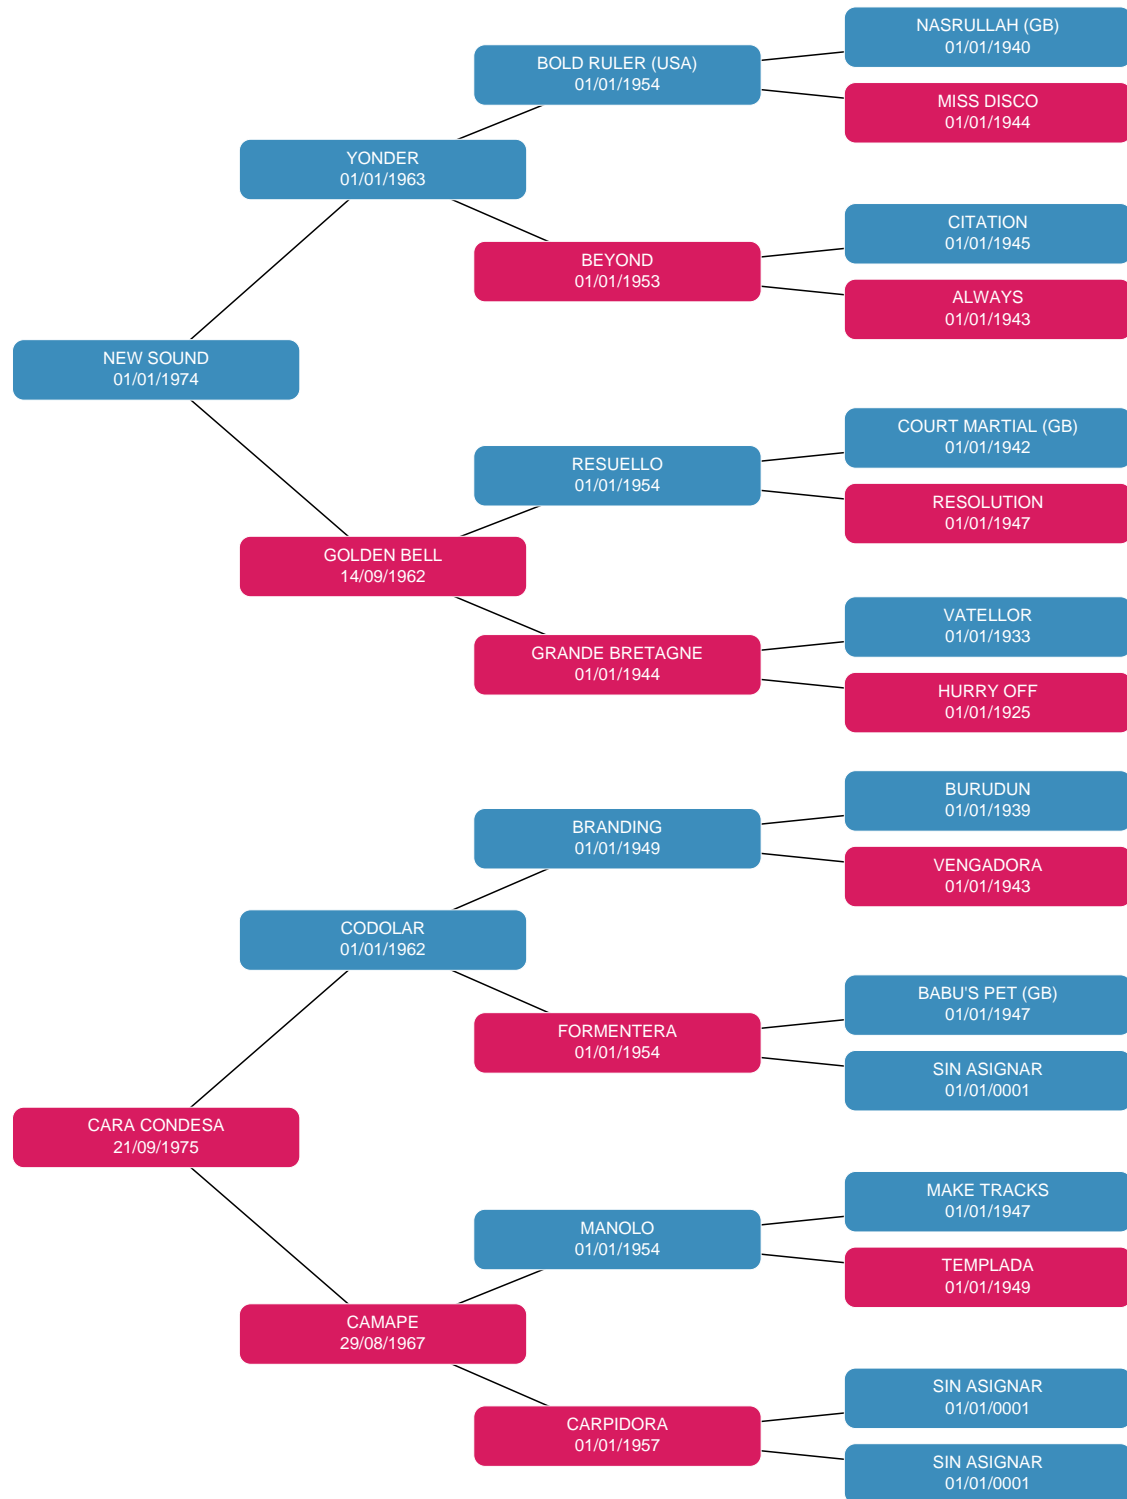 NASRULLAH (GB)
01/01/1940
BOLD RULER (USA)
01/01/1954
MISS DISCO
01/01/1944
YONDER
01/01/1963
CITATION
01/01/1945
BEYOND
01/01/1953
ALWAYS
01/01/1943
NEW SOUND
01/01/1974
COURT MARTIAL (GB)
01/01/1942
RESUELLO
01/01/1954
RESOLUTION
01/01/1947
GOLDEN BELL
14/09/1962
VATELLOR
01/01/1933
GRANDE BRETAGNE
01/01/1944
HURRY OFF
01/01/1925
BURUDUN
01/01/1939
BRANDING
01/01/1949
VENGADORA
01/01/1943
CODOLAR
01/01/1962
BABU'S PET (GB)
01/01/1947
FORMENTERA
01/01/1954
SIN ASIGNAR
01/01/0001
CARA CONDESA
21/09/1975
MAKE TRACKS
01/01/1947
MANOLO
01/01/1954
TEMPLADA
01/01/1949
CAMAPE
29/08/1967
SIN ASIGNAR
01/01/0001
CARPIDORA
01/01/1957
SIN ASIGNAR
01/01/0001